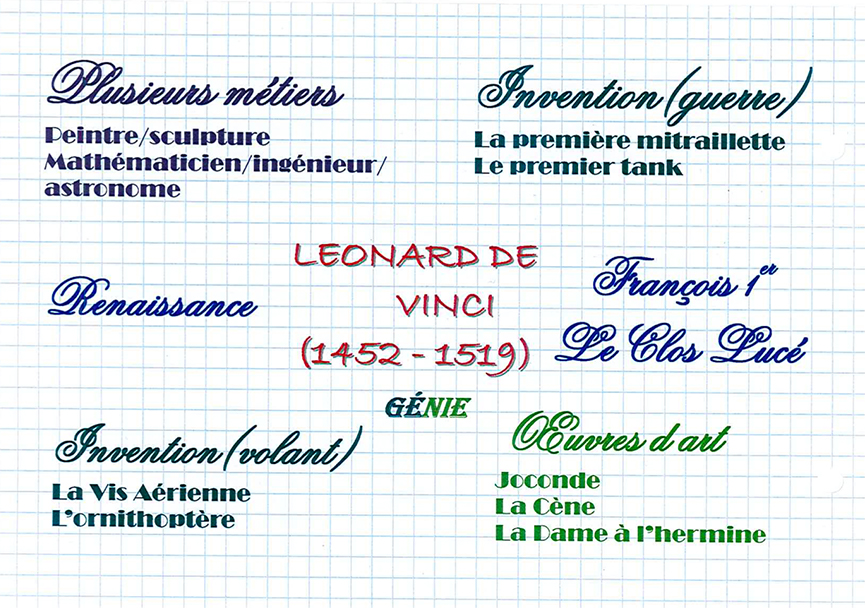 Plusieurs métiers
Peintre/sculpture
Mathématicien/ingénieur/
astronome
Invention (guerre)
La première mitraillette
Le premier tank
Renaissance
LEONARD DE
VINCI
(1452 - 1519)
GÉNIE
François 1er
Le Clos Lucé
Invention (volant)
La Vis Aérienne
L'ornithoptère
Œuvres d art
Joconde
La Cène
La Dame à l'hermine